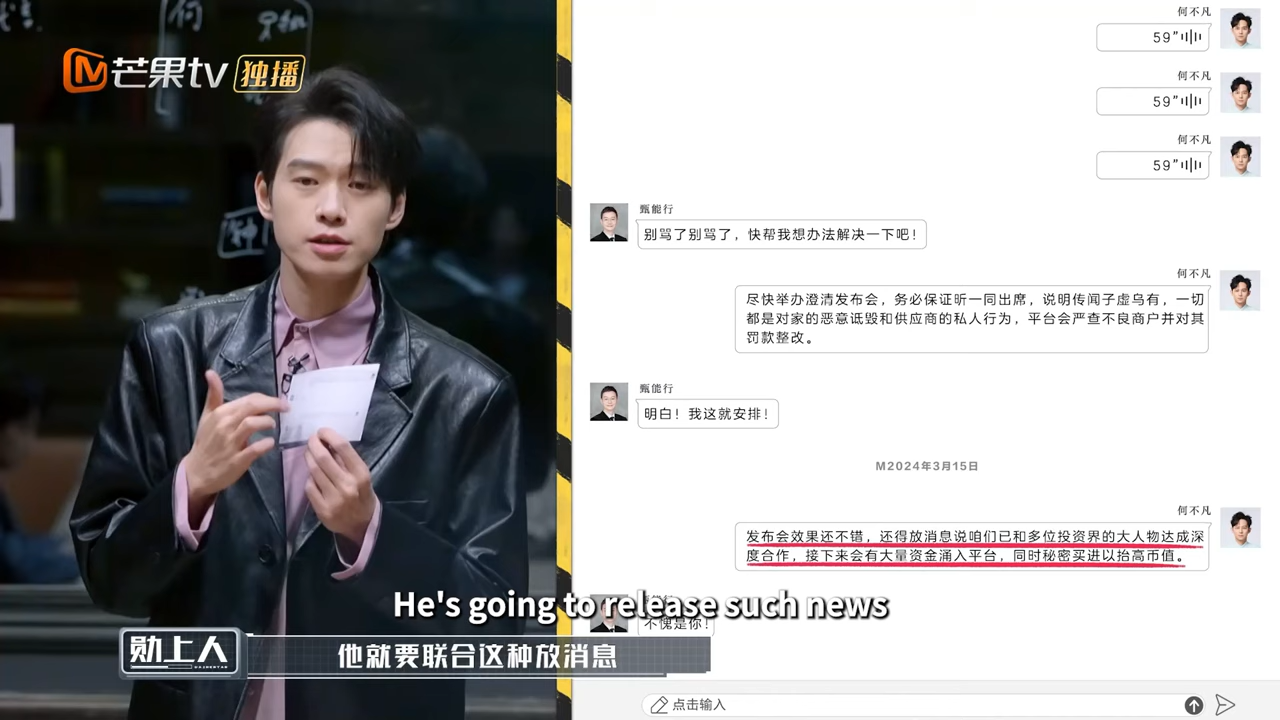 何
芒果tv 独播
钟
何不凡
59”
何不凡
59”
何不凡
59”
甄能行
别骂了别骂了，快帮我想办法解决一下吧！
何不凡
尽快举办澄清发布会，务必保证昕一同出席，说明传闻子虚乌有，一切
都是对家的恶意诋毁和供应商的私人行为，平台会严查不良商户并对其
罚款整改。
甄能行
明白！我这就安排！
M2024年3月15日
何不凡
发布会效果还不错，还得放消息说咱们已和多位投资界的大人物达成深
度合作，接下来会有大量资金涌入平台，同时秘密买进以抬高币值。
不愧是你！
He's going to release such news
勋上人
他就要联合这种放消息
点击输入